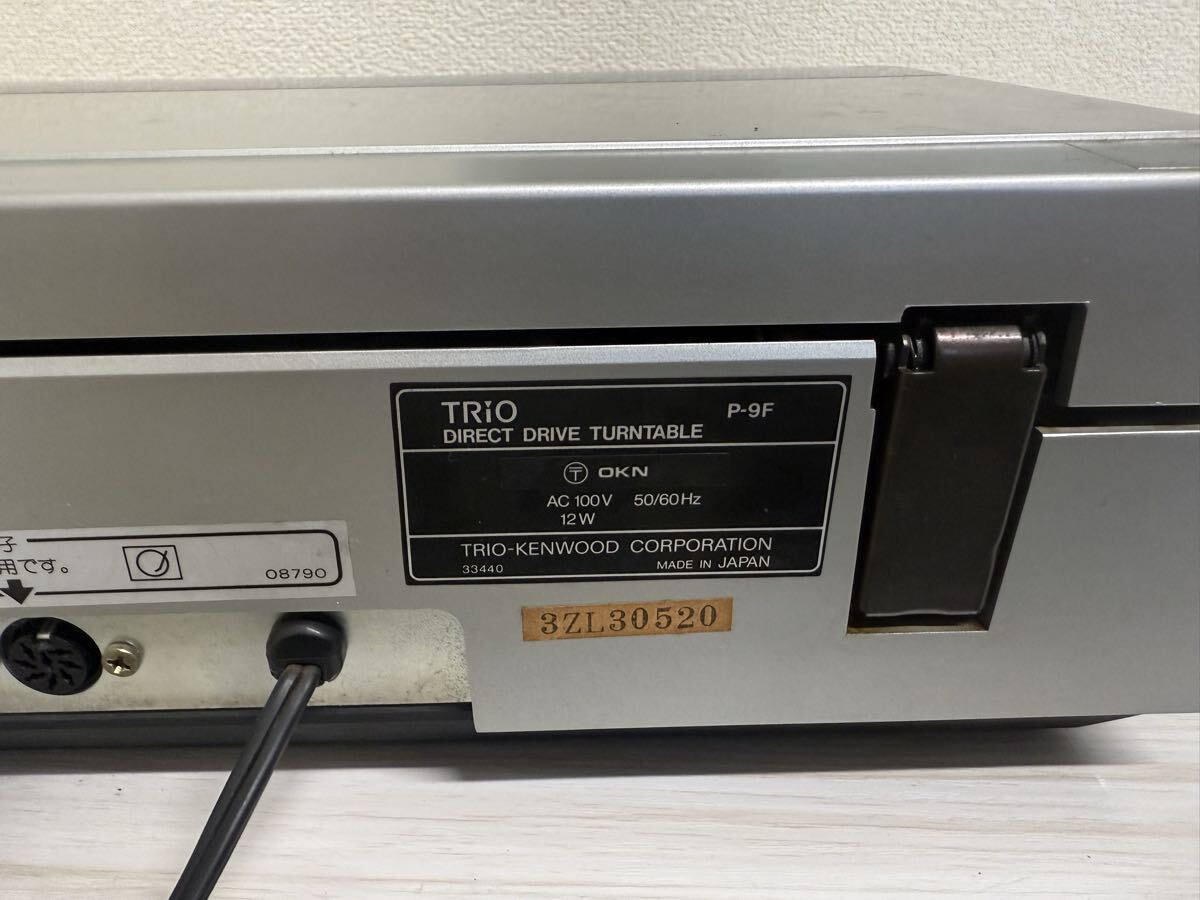 TRiO P-9F
DIRECT DRIVE TURNTABLE
〒 OKN
AC 100V 50/60Hz
12W
TRIO-KENWOOD CORPORATION
33440 MADE IN JAPAN
子
用です。
08790
3ZL30520